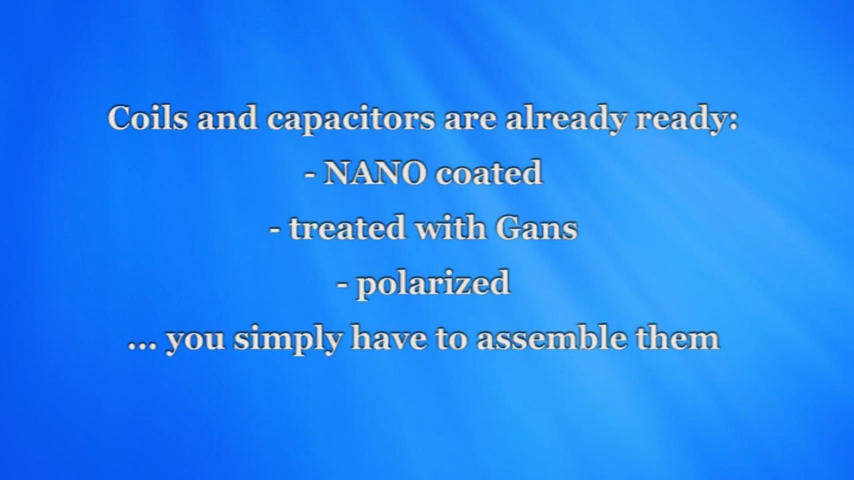 Coils and capacitors are already ready:
- NANO coated
- treated with Gans
- polarized
... you simply have to assemble them